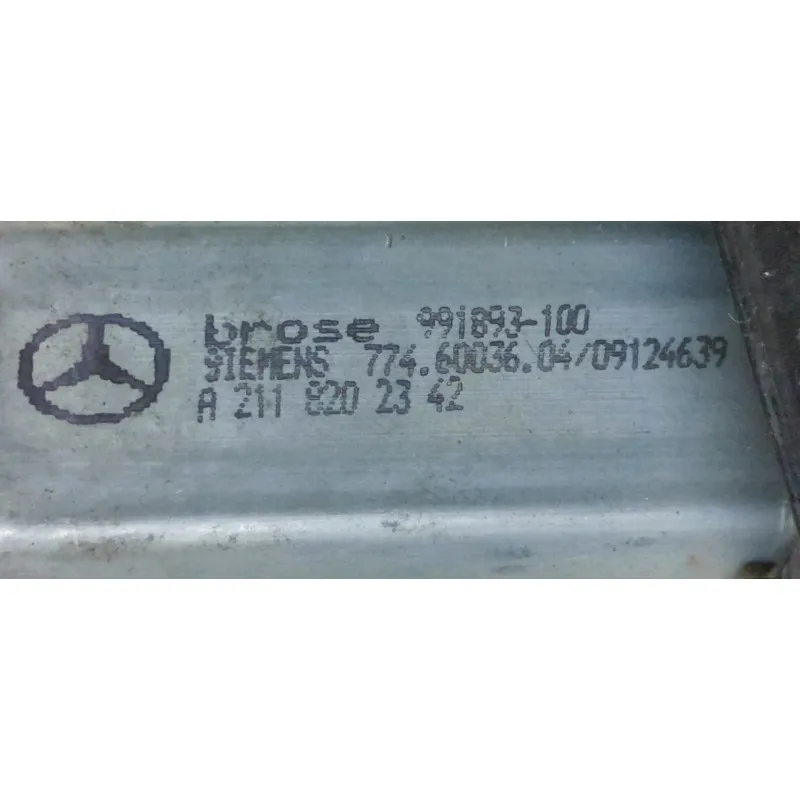 brose 991893-100
SIEMENS 774.60036.04/09124639
A 211 820 23 42